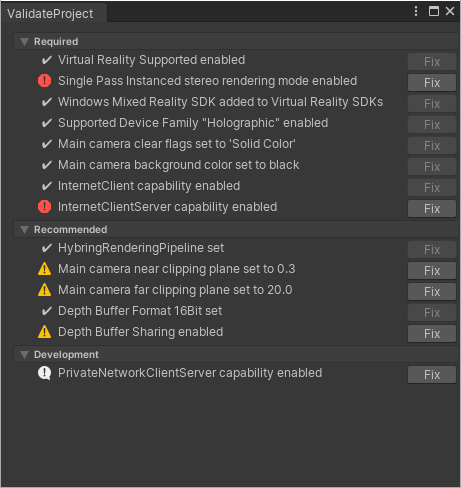 ValidateProject
Required
Virtual Reality Supported enabled Fix
Single Pass Instanced stereo rendering mode enabled Fix
Windows Mixed Reality SDK added to Virtual Reality SDKs Fix
Supported Device Family "Holographic" enabled Fix
Main camera clear flags set to 'Solid Color' Fix
Main camera background color set to black Fix
InternetClient capability enabled Fix
InternetClientServer capability enabled Fix
Recommended
HybringRenderingPipeline set Fix
Main camera near clipping plane set to 0.3 Fix
Main camera far clipping plane set to 20.0 Fix
Depth Buffer Format 16Bit set Fix
Depth Buffer Sharing enabled Fix
Development
PrivateNetworkClientServer capability enabled Fix